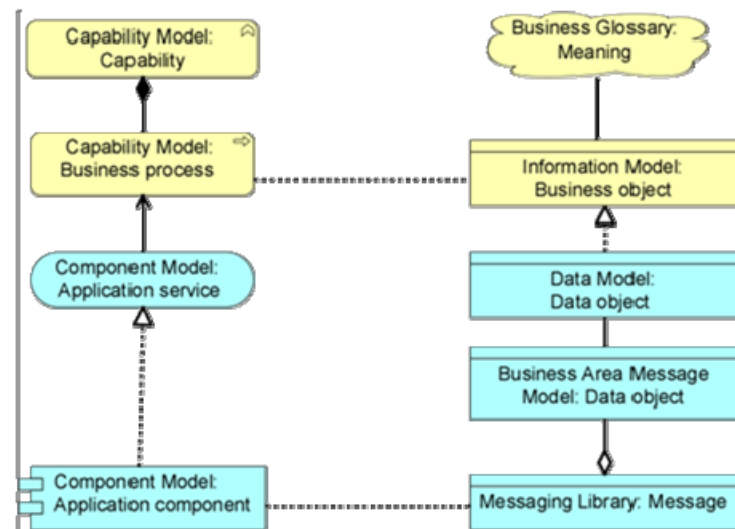 Capability Model:
Capability
Business Glossary:
Meaning
Capability Model:
Business process
Information Model:
Business object
Component Model:
Application service
Data Model:
Data object
Business Area Message
Model: Data object
Component Model:
Application component
Messaging Library: Message